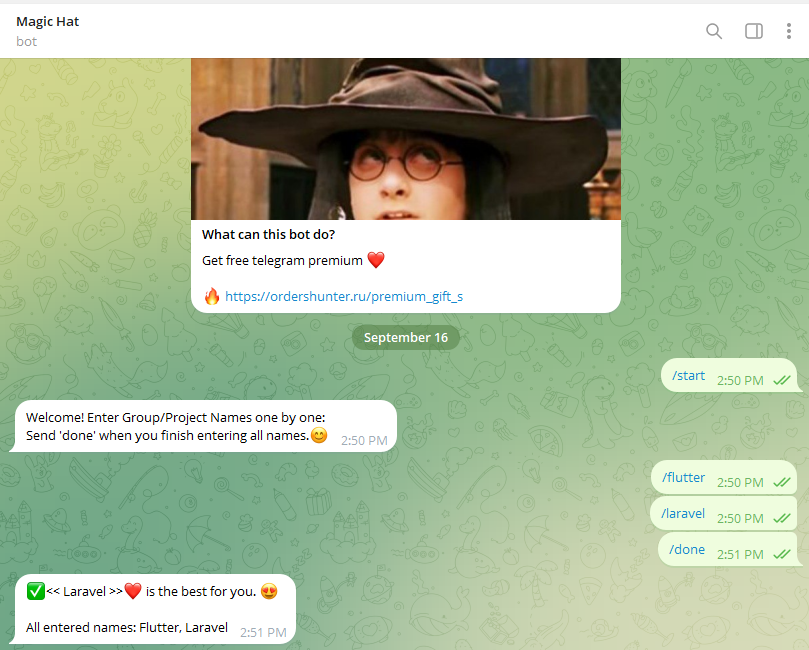 Magic Hat
bot
What can this bot do?
Get free telegram premium ❤️
🔥 https://ordershunter.ru/premium_gift_s
September 16
/start 2:50 PM
Welcome! Enter Group/Project Names one by one:
Send 'done' when you finish entering all names.😊 2:50 PM
/flutter 2:50 PM
/laravel 2:50 PM
/done 2:51 PM
✅<< Laravel >>❤️ is the best for you. 😍
All entered names: Flutter, Laravel 2:51 PM